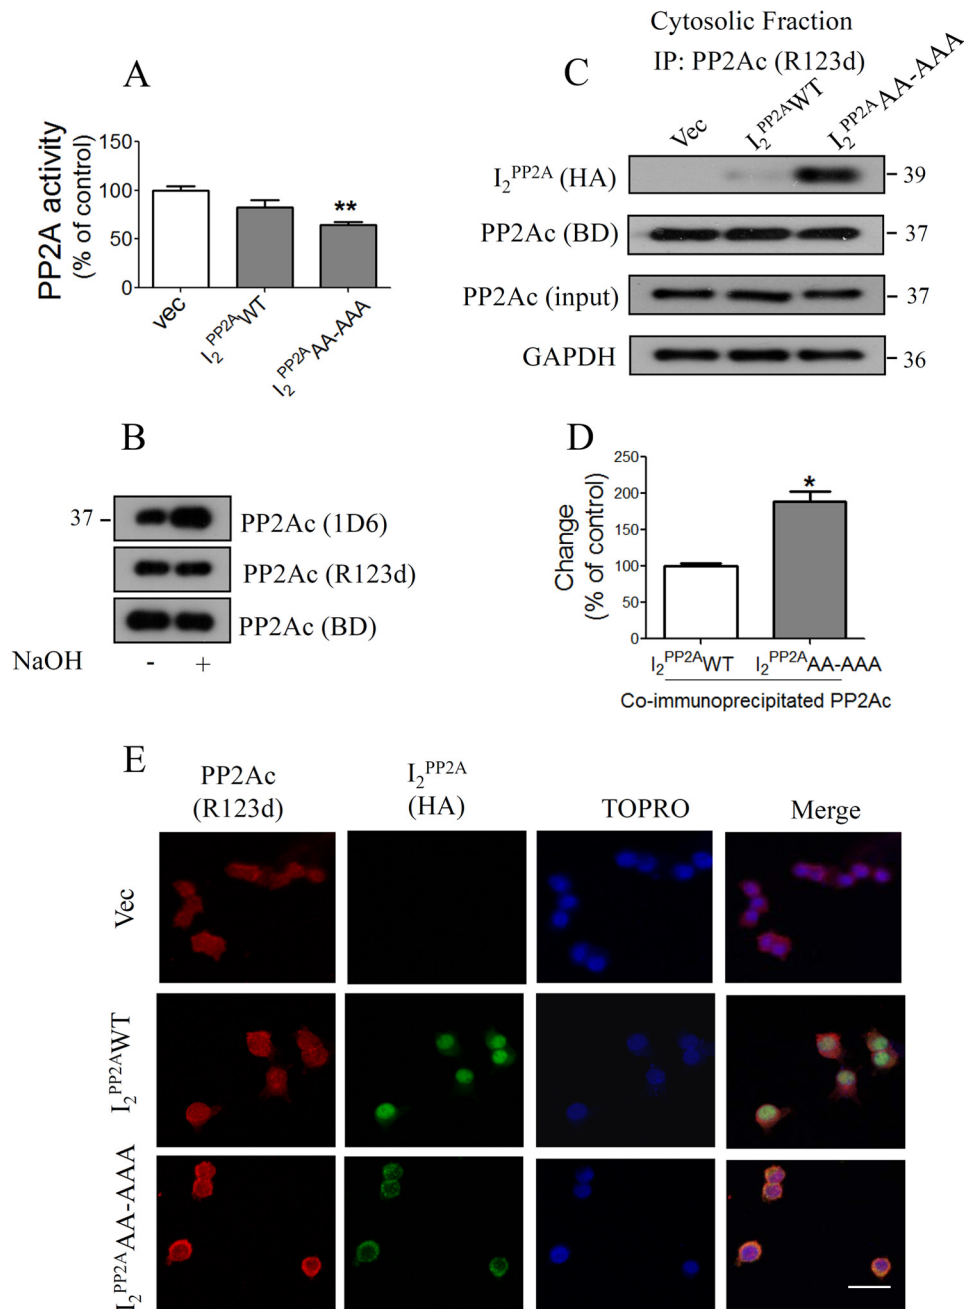 A
PP2A activity
(% of control)
150
100
50
0
**
vec
I₂ᴾᴾ²ᴬWT
I₂ᴾᴾ²ᴬAA-AAA
Cytosolic Fraction
IP: PP2Ac (R123d)
C
Vec
I₂ᴾᴾ²ᴬWT
I₂ᴾᴾ²ᴬAA-AAA
I₂ᴾᴾ²ᴬ (HA)
39
PP2Ac (BD)
37
PP2Ac (input)
37
GAPDH
36
B
37
PP2Ac (1D6)
PP2Ac (R123d)
PP2Ac (BD)
NaOH - +
D
Change
(% of control)
250
200
150
100
50
0
*
I₂ᴾᴾ²ᴬWT I₂ᴾᴾ²ᴬAA-AAA
Co-immunoprecipitated PP2Ac
E
PP2Ac
(R123d)
I₂ᴾᴾ²ᴬ
(HA)
TOPRO
Merge
Vec
I₂ᴾᴾ²ᴬWT
I₂ᴾᴾ²ᴬAA-AAA